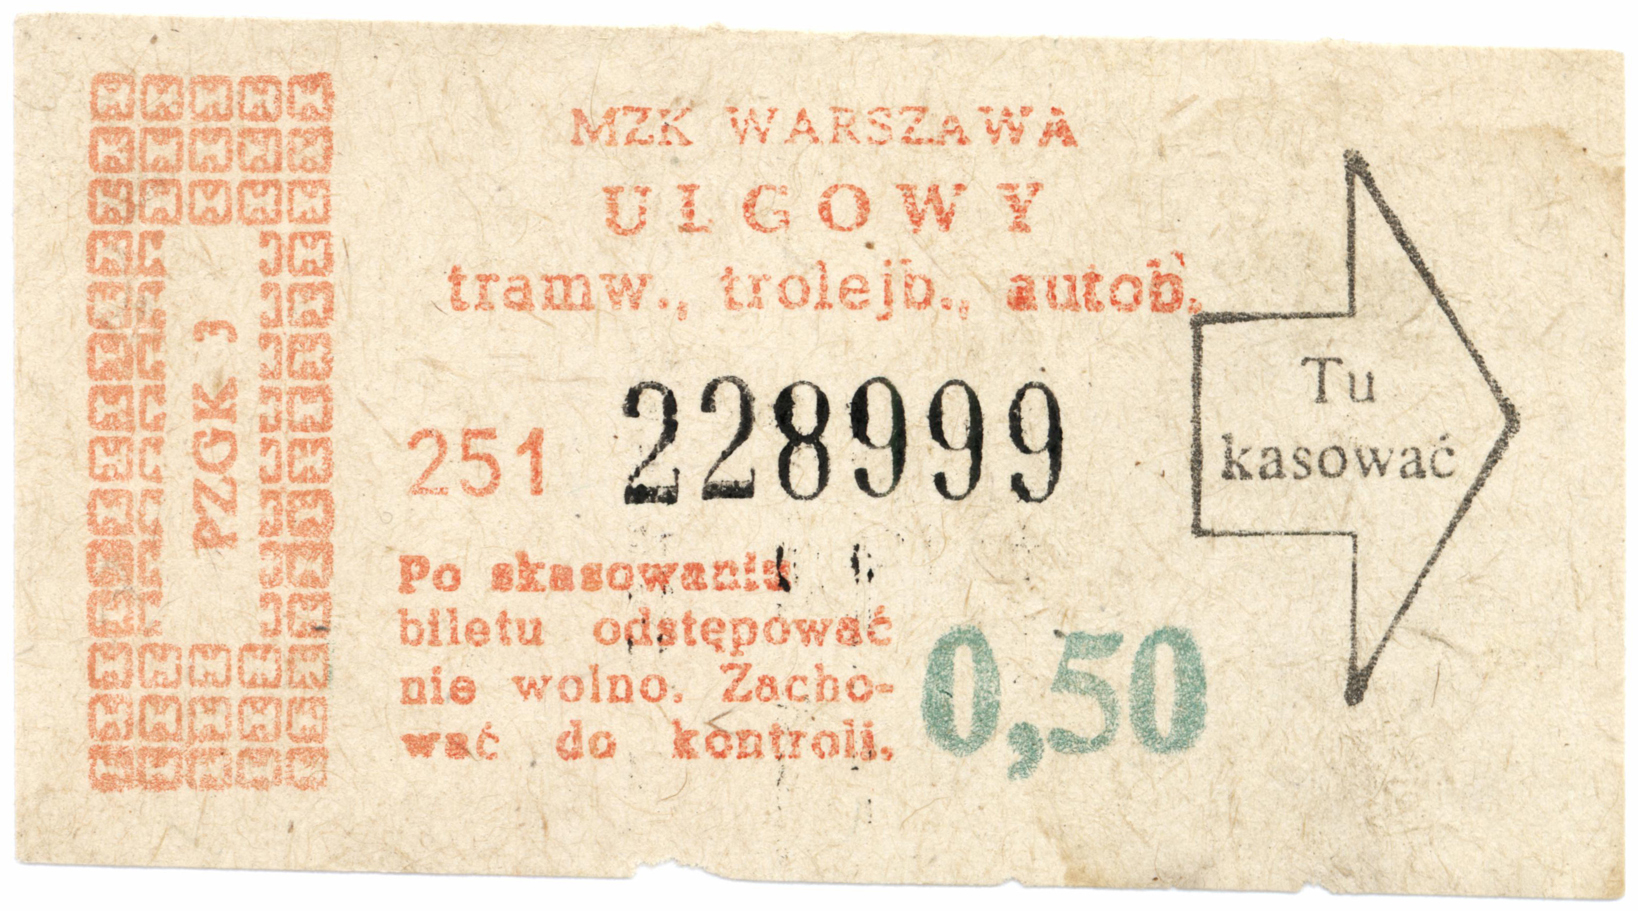 MZK WARSZAWA
ULGOWY
tramw., trolejb., autob.
251 228999
Po skasowaniu
biletu odstępować
nie wolno. Zacho-
wać do kontroli.
0,50
Tu
kasować
PZGK J